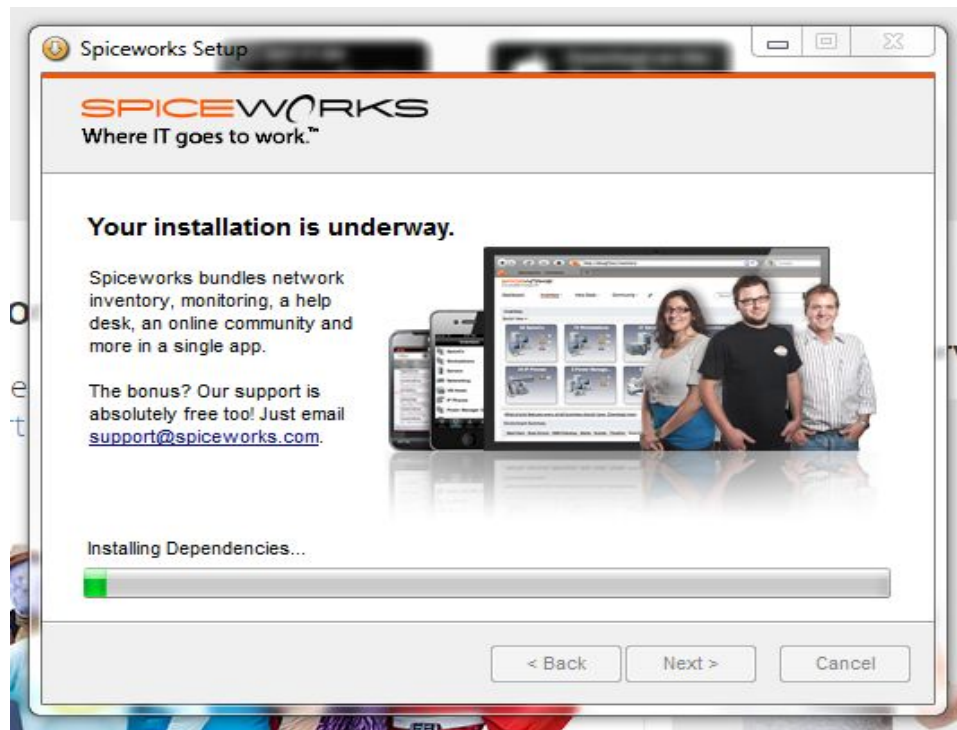 Spiceworks Setup
SPICEWORKS
Where IT goes to work.™
Your installation is underway.
Spiceworks bundles network
inventory, monitoring, a help
desk, an online community and
more in a single app.
The bonus? Our support is
absolutely free too! Just email
support@spiceworks.com.
Installing Dependencies...
< Back
Next >
Cancel